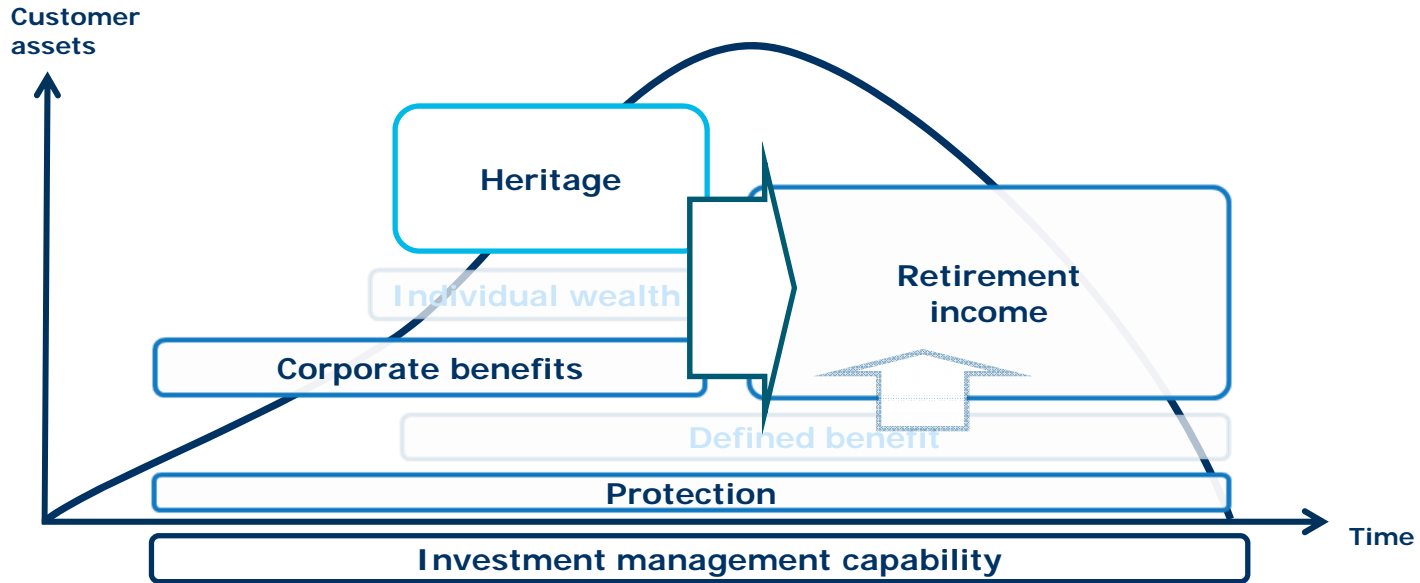 Customer
assets
Heritage
Individual wealth
Retirement
income
Corporate benefits
Defined benefit
Protection
Time
Investment management capability